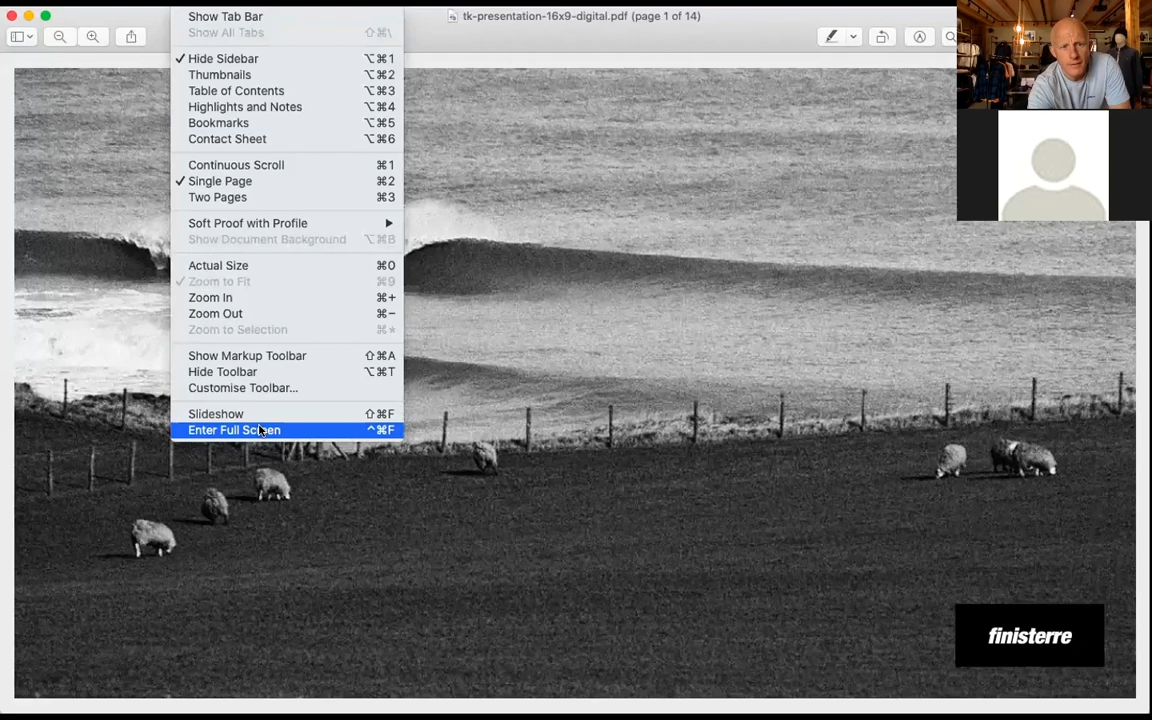 tk-presentation-16x9-digital.pdf (page 1 of 14)
Show Tab Bar
Show All Tabs ⇧⌘\
✓ Hide Sidebar ⌥⌘1
Thumbnails ⌥⌘2
Table of Contents ⌥⌘3
Highlights and Notes ⌥⌘4
Bookmarks ⌥⌘5
Contact Sheet ⌥⌘6
Continuous Scroll ⌘1
✓ Single Page ⌘2
Two Pages ⌘3
Soft Proof with Profile ▶
Show Document Background ⌥⌘B
Actual Size ⌘0
✓ Zoom to Fit ⌘9
Zoom In ⌘+
Zoom Out ⌘−
Zoom to Selection ⌘*
Show Markup Toolbar ⇧⌘A
Hide Toolbar ⌥⌘T
Customise Toolbar...
Slideshow ⇧⌘F
Enter Full Screen ^⌘F
finisterre